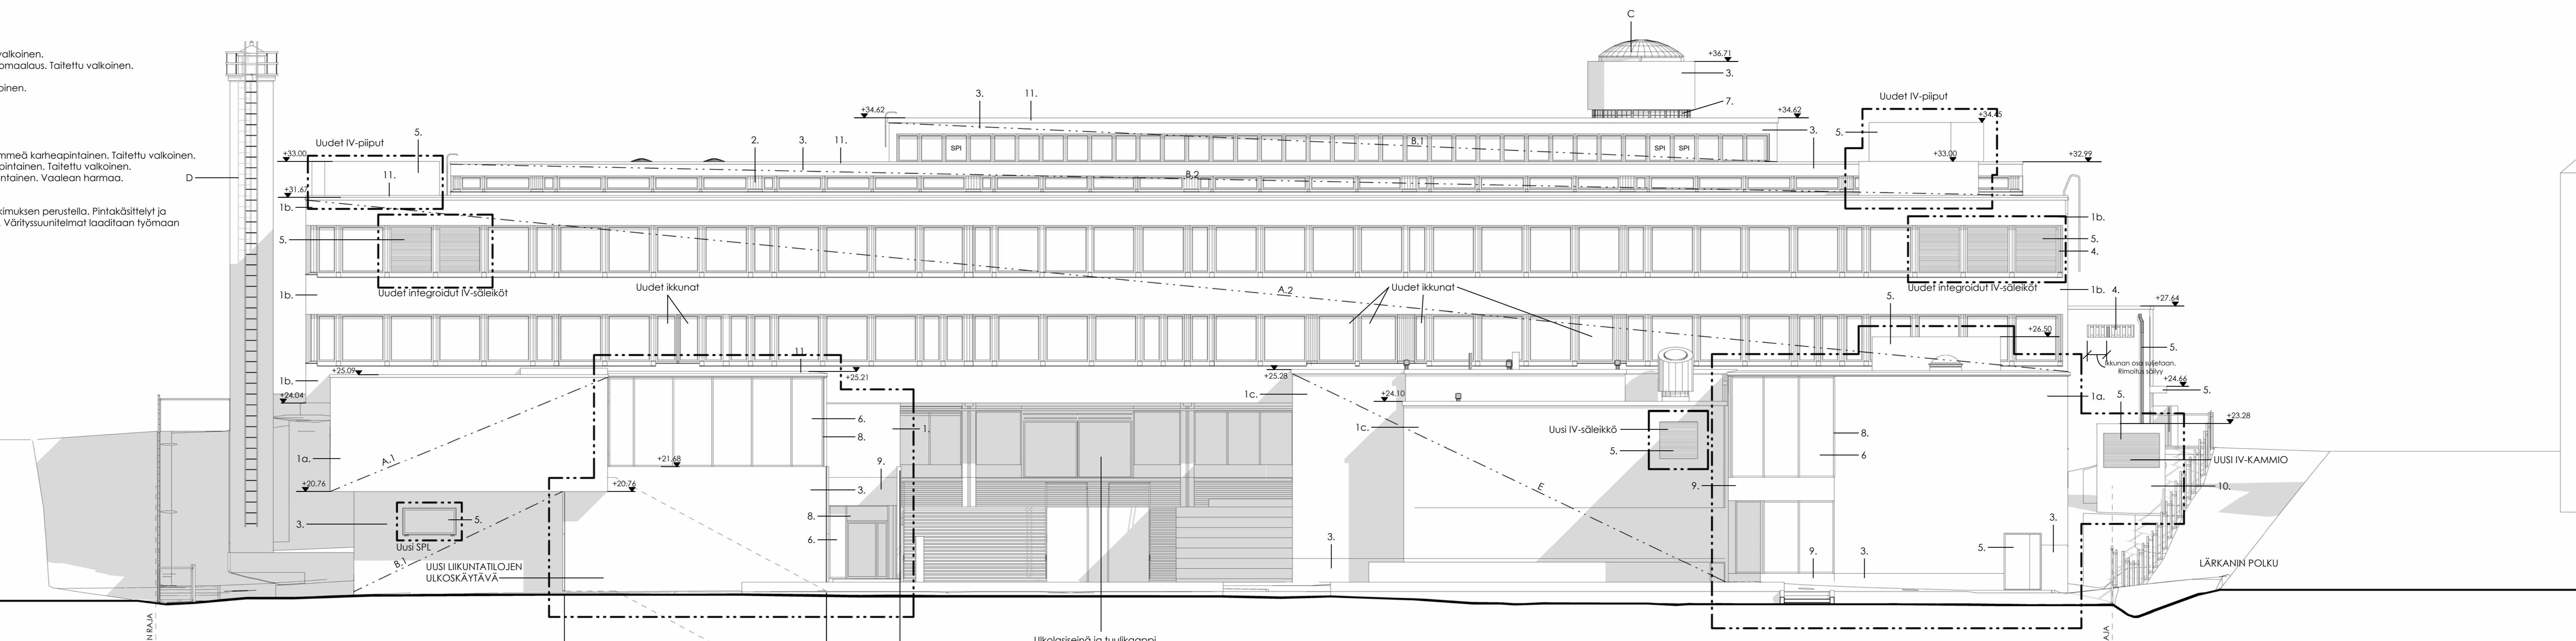 valkoinen.
omaalaus. Taitettu valkoinen.
oinen.
mmeä karheapintainen. Taitettu valkoinen.
pintainen. Taitettu valkoinen.
ntainen. Vaalean harmaa.
kimuksen perustella. Pintakäsittelyt ja
. Värityssuunitelmat laaditaan työmaan
C
+36.71
3.
7.
3.
11.
+34.62
+34.62
3.
B.1
SPI
SPI
SPI
Uudet IV-piiput
5.
+34.45
+33.00
+32.99
Uudet IV-piiput
5.
+33.00
11.
D
2.
3.
11.
B.2
+31.67
1b.
5.
Uudet integroidut IV-säleiköt
1b.
5.
4.
Uudet integroidut IV-säleiköt
1b.
1b.
Uudet ikkunat
A.2
Uudet ikkunat
5.
4.
+27.64
+26.50
5.
Ikkunan osa suljetaan.
Rimoitus säilyy
11.
1b.
+25.09
+25.21
+25.28
+24.04
+24.10
1c.
1a.
+24.66
5.
5.
+23.28
6.
8.
1.
1c.
Uusi IV-säleikkö
5.
8.
6
UUSI IV-KAMMIO
1a.
A.1
+21.68
9.
+20.76
+20.76
3.
9.
10.
E
3.
5.
Uusi SPL
8.
6.
B.1
3.
9.
3.
5.
3.
UUSI LIIKUNTATILOJEN
ULKOSKÄYTÄVÄ
LÄRKANIN POLKU
N RAJA
AJA
Ulkolasiseinä ja tuulikaappi